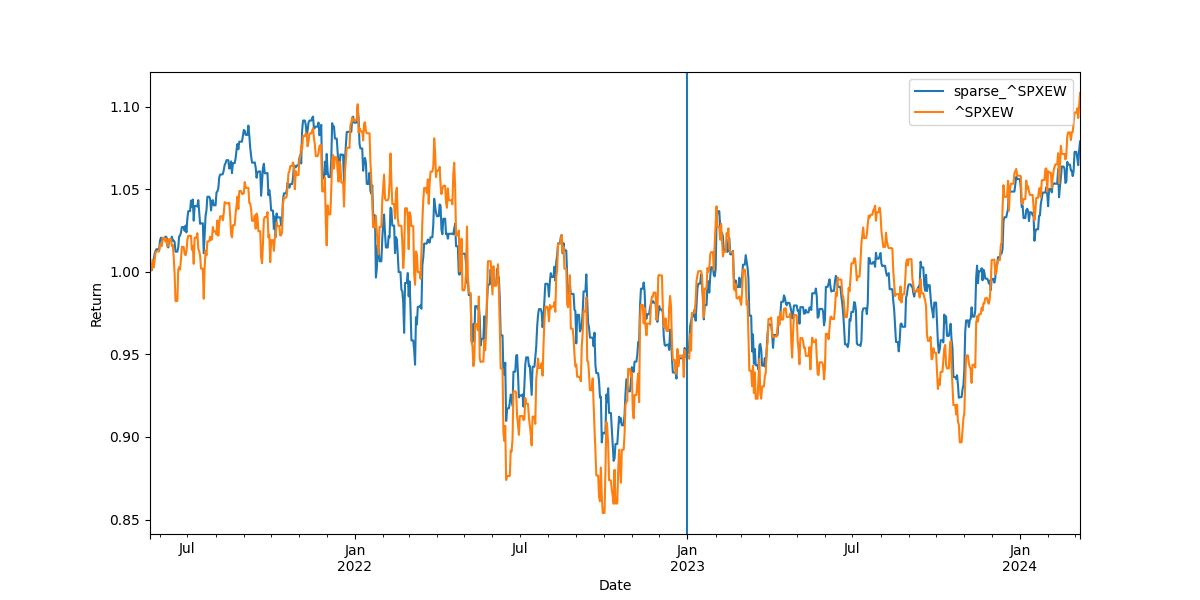 sparse_^SPXEW
^SPXEW
1.10
1.05
1.00
0.95
0.90
0.85
Return
Jul
Jan
2022
Jul
Jan
2023
Jul
Jan
2024
Date